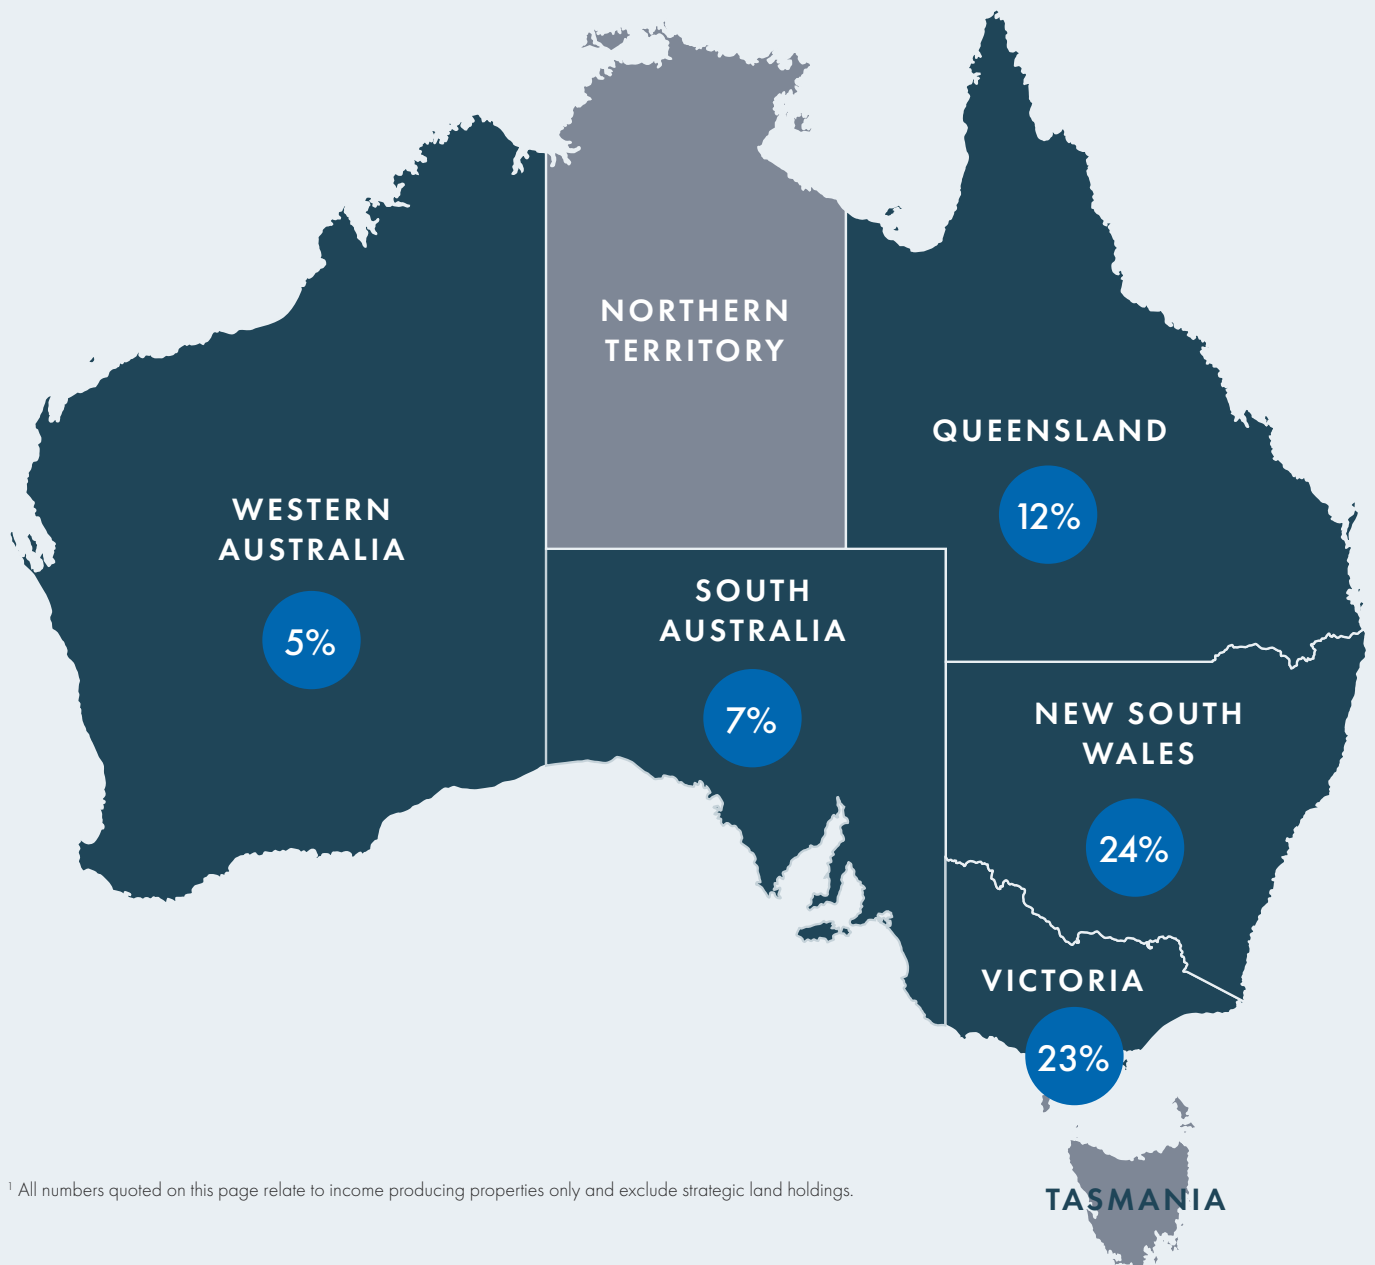 NORTHERN
TERRITORY
QUEENSLAND
12%
WESTERN
AUSTRALIA
5%
SOUTH
AUSTRALIA
7%
NEW SOUTH
WALES
24%
VICTORIA
23%
TASMANIA
¹ All numbers quoted on this page relate to income producing properties only and exclude strategic land holdings.